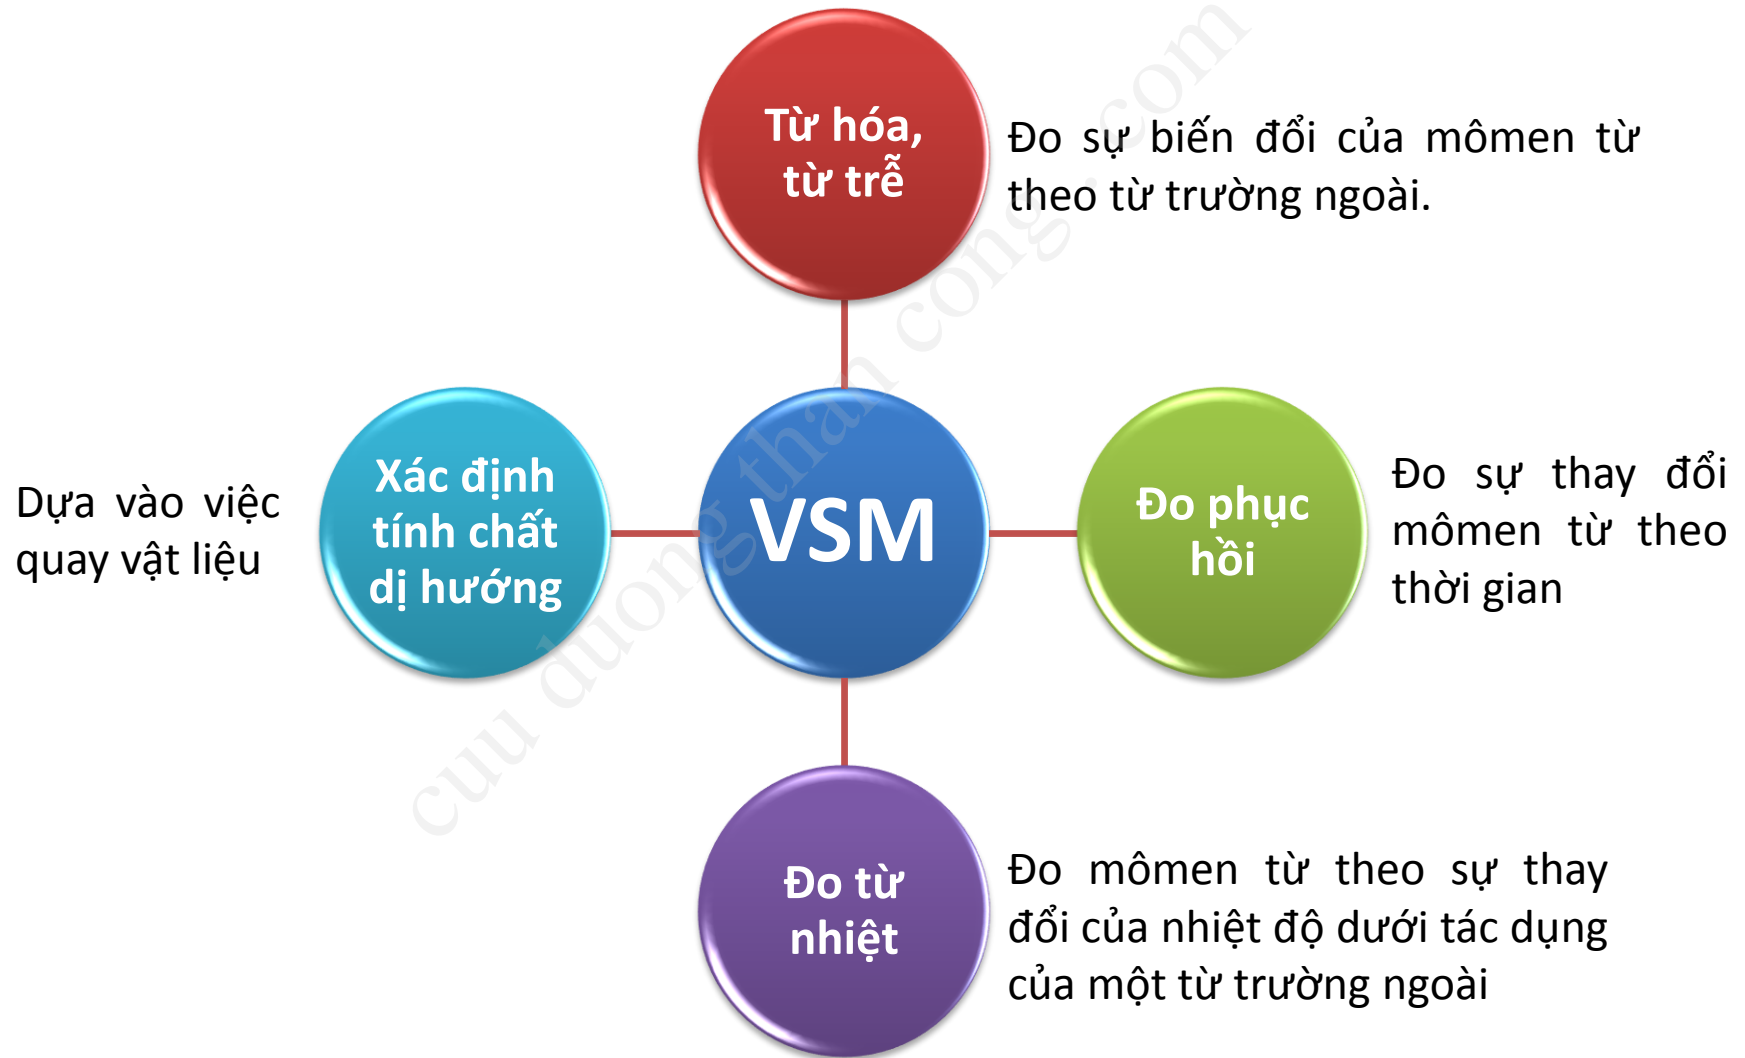 Từ hóa,
từ trễ
Đo sự biến đổi của mômen từ
theo từ trường ngoài.
Dựa vào việc
quay vật liệu
Xác định
tính chất
dị hướng
VSM
Đo phục
hồi
Đo sự thay đổi
mômen từ theo
thời gian
Đo từ
nhiệt
Đo mômen từ theo sự thay
đổi của nhiệt độ dưới tác dụng
của một từ trường ngoài
cuu duong than cong . com